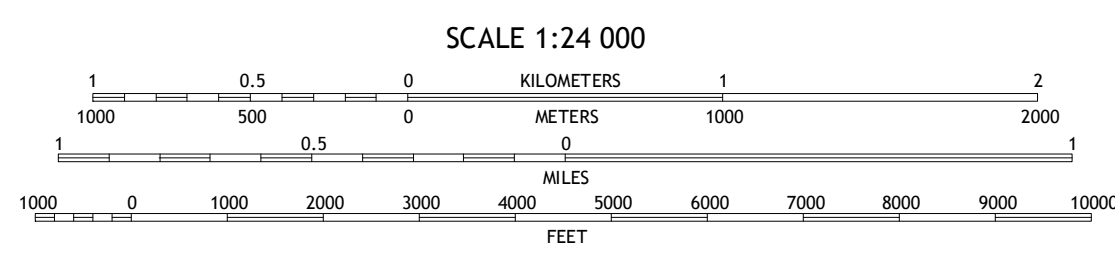 SCALE 1:24 000
1 0.5 0 KILOMETERS 1 2
1000 500 0 METERS 1000 2000
1 0.5 0 1
MILES
1000 0 1000 2000 3000 4000 5000 6000 7000 8000 9000 10000
FEET